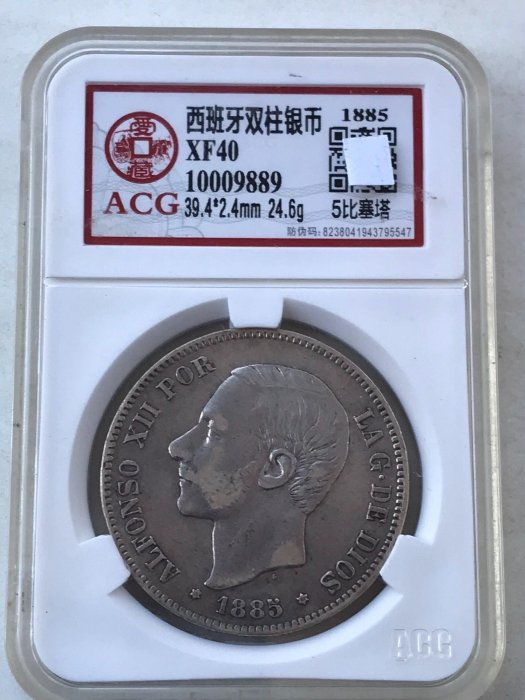 西班牙双柱银币
1885
XF40
10009889
ACG
39.4*2.4mm 24.6g
5比塞塔
防伪码: 8238041943795547
ALFONSO XII POR LA G· DE DIOS
1885
ACG